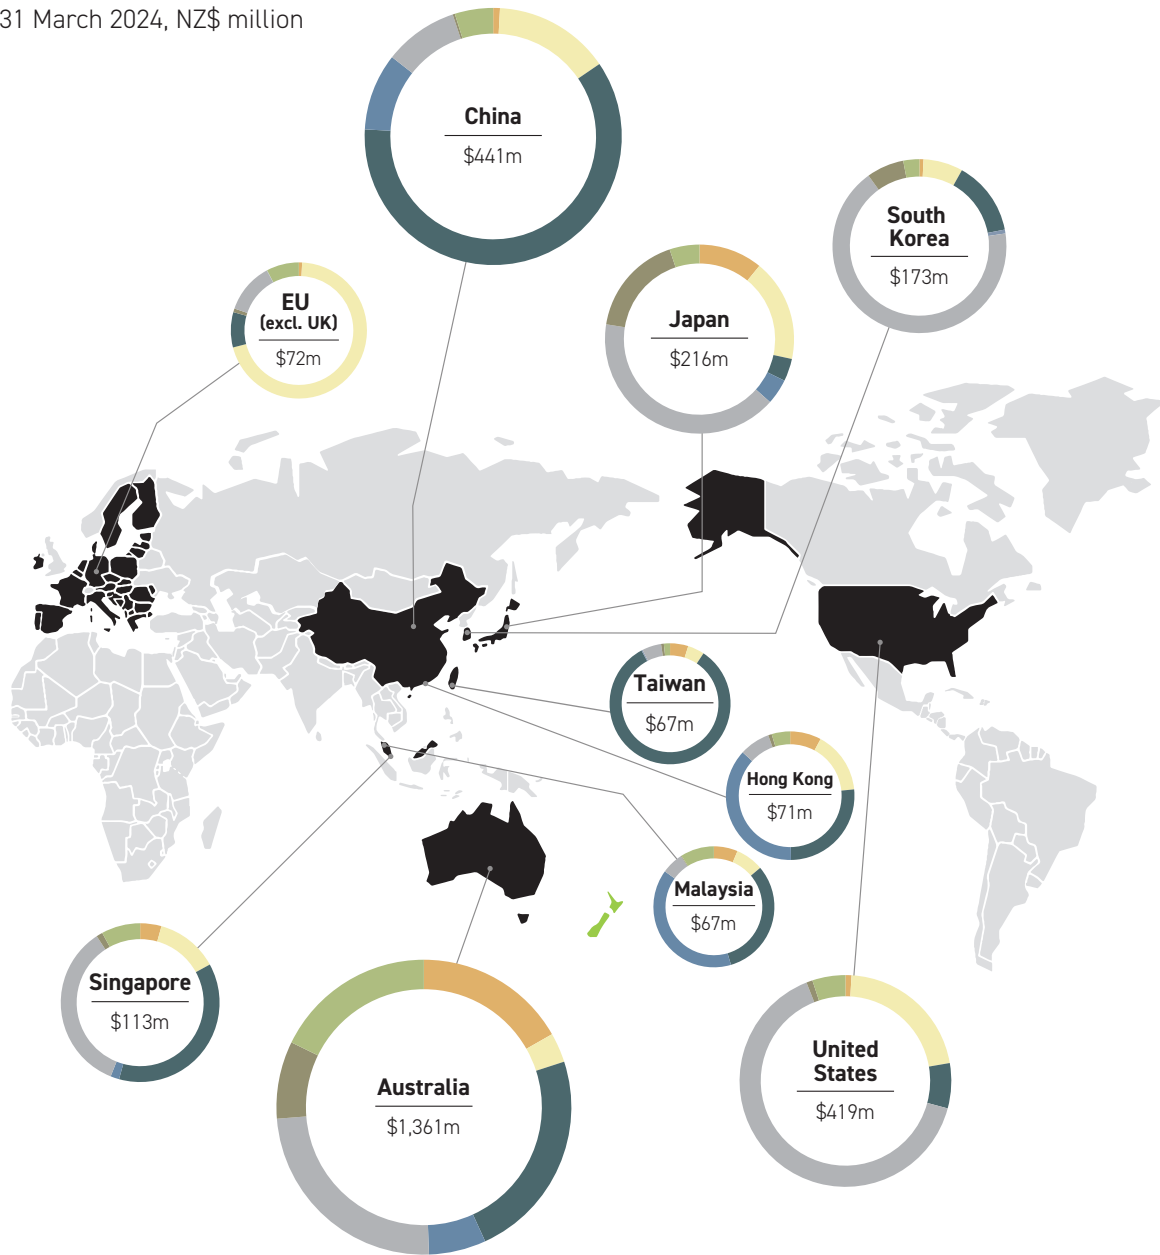 31 March 2024, NZ$ million
China
$441m
South
Korea
$173m
EU
(excl. UK)
$72m
Japan
$216m
Taiwan
$67m
Hong Kong
$71m
Malaysia
$67m
Singapore
$113m
Australia
$1,361m
United
States
$419m